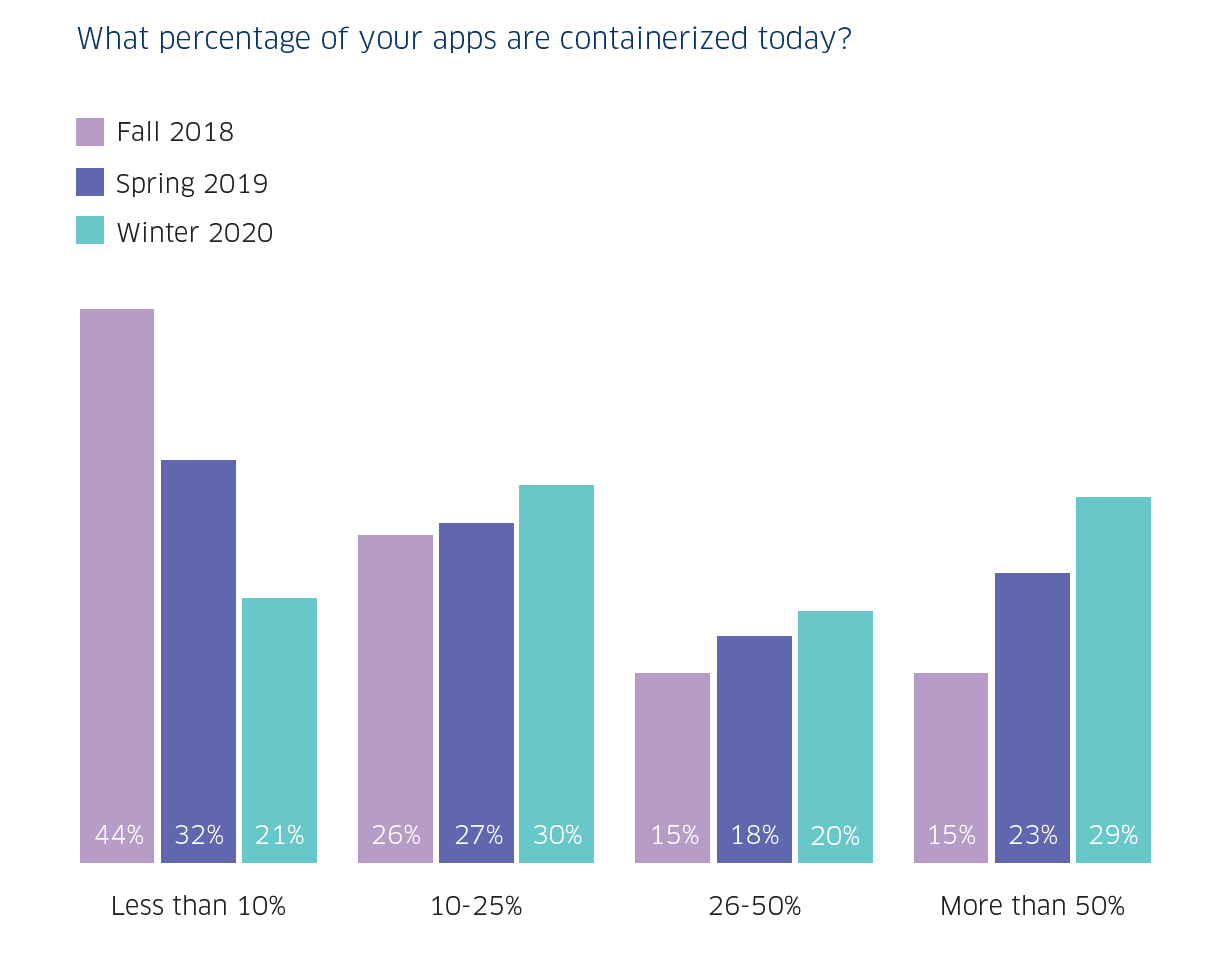 What percentage of your apps are containerized today?
Fall 2018
Spring 2019
Winter 2020
44% 32% 21% 26% 27% 30% 15% 18% 20% 15% 23% 29%
Less than 10% 10-25% 26-50% More than 50%